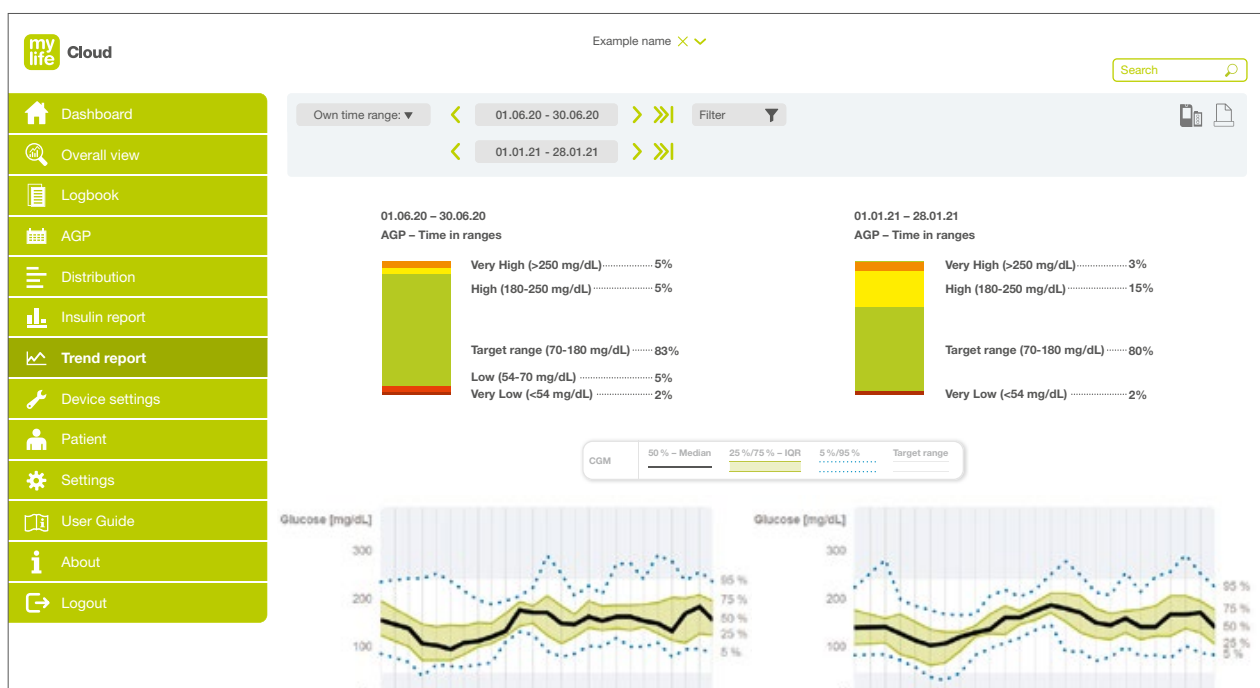 my
life
Cloud
Example name
Search
Dashboard
Overall view
Logbook
AGP
Distribution
Insulin report
Trend report
Device settings
Patient
Settings
User Guide
About
Logout
Own time range:
01.06.20 - 30.06.20
Filter
01.01.21 - 28.01.21
01.06.20 – 30.06.20
AGP – Time in ranges
Very High (>250 mg/dL) 5%
High (180-250 mg/dL) 5%
Target range (70-180 mg/dL) 83%
Low (54-70 mg/dL) 5%
Very Low (<54 mg/dL) 2%
01.01.21 – 28.01.21
AGP – Time in ranges
Very High (>250 mg/dL) 3%
High (180-250 mg/dL) 15%
Target range (70-180 mg/dL) 80%
Very Low (<54 mg/dL) 2%
CGM
50 % – Median
25 %/75 % – IQR
5 %/95 %
Target range
Glucose [mg/dL]
300
200
100
95 %
75 %
50 %
25 %
5 %
Glucose [mg/dL]
300
200
100
95 %
75 %
50 %
25 %
5 %